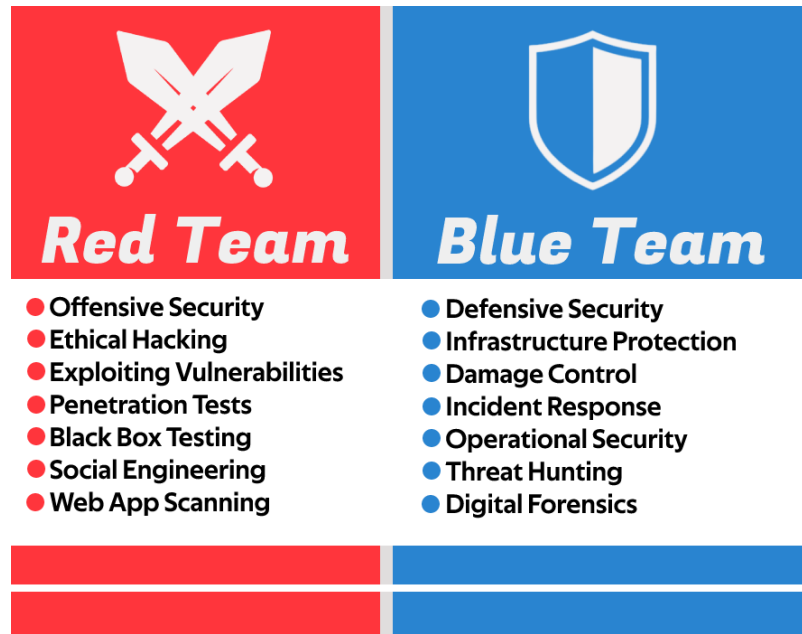 Red Team
Offensive Security
Ethical Hacking
Exploiting Vulnerabilities
Penetration Tests
Black Box Testing
Social Engineering
Web App Scanning
Blue Team
Defensive Security
Infrastructure Protection
Damage Control
Incident Response
Operational Security
Threat Hunting
Digital Forensics